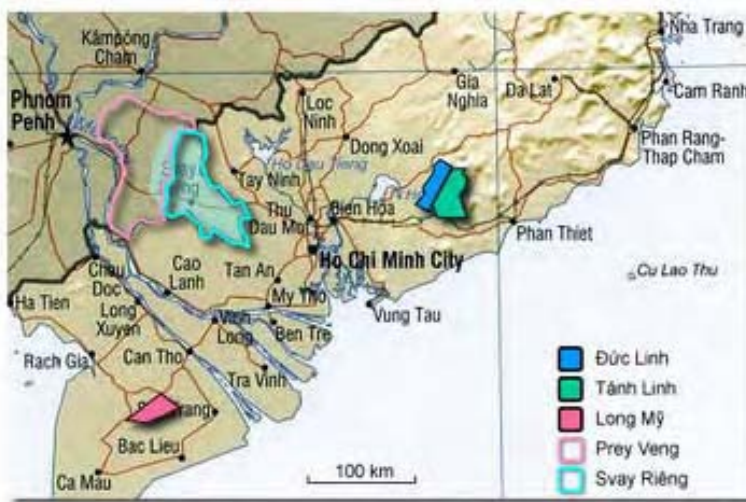 Nha Trang
Kâmpóng
Cham
Gia
Nghia
Da Lat
Cam Ranh
Loc
Ninh
Phnom
Pehh
Dong Xoai
Phan Rang-
Thap Cham
Tay Ninh
Thu
Dau Mot
Bien Hoa
Phan Thiet
Ho Chi Minh City
Chau
Doc
Cao
Lanh
Tan An
Cu Lao Thu
Ha Tien
Long
Xuyen
My Tho
Vung Tau
Vinh
Long
Ben Tre
Rach Gia
Can Tho
Tra Vinh
Bac Lieu
Ca Mau
100 km
Đức Linh
Tánh Linh
Long Mỹ
Prey Veng
Svay Riêng